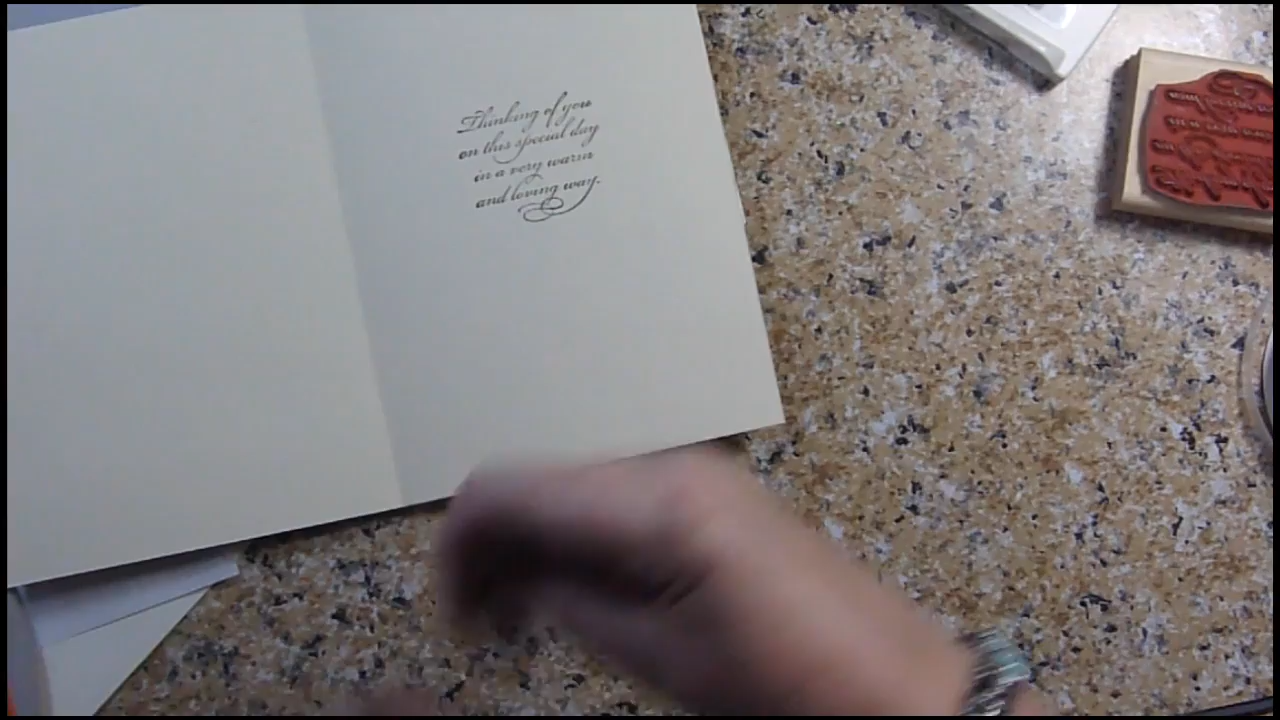 Thinking of you
on this special day
in a very warm
and loving way.